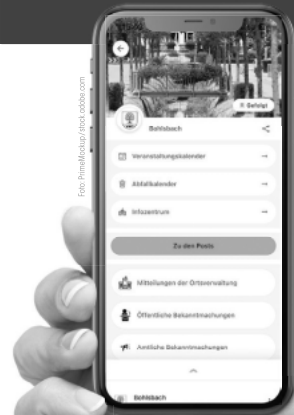 Foto: PrimeMockup/stock.adobe.com
Gefolgt
Bohlsbach
Veranstaltungskalender
Abfallkalender
Infozentrum
Zu den Posts
Mitteilungen der Ortsverwaltung
Öffentliche Bekanntmachungen
Amtliche Bekanntmachungen
Bohlsbach